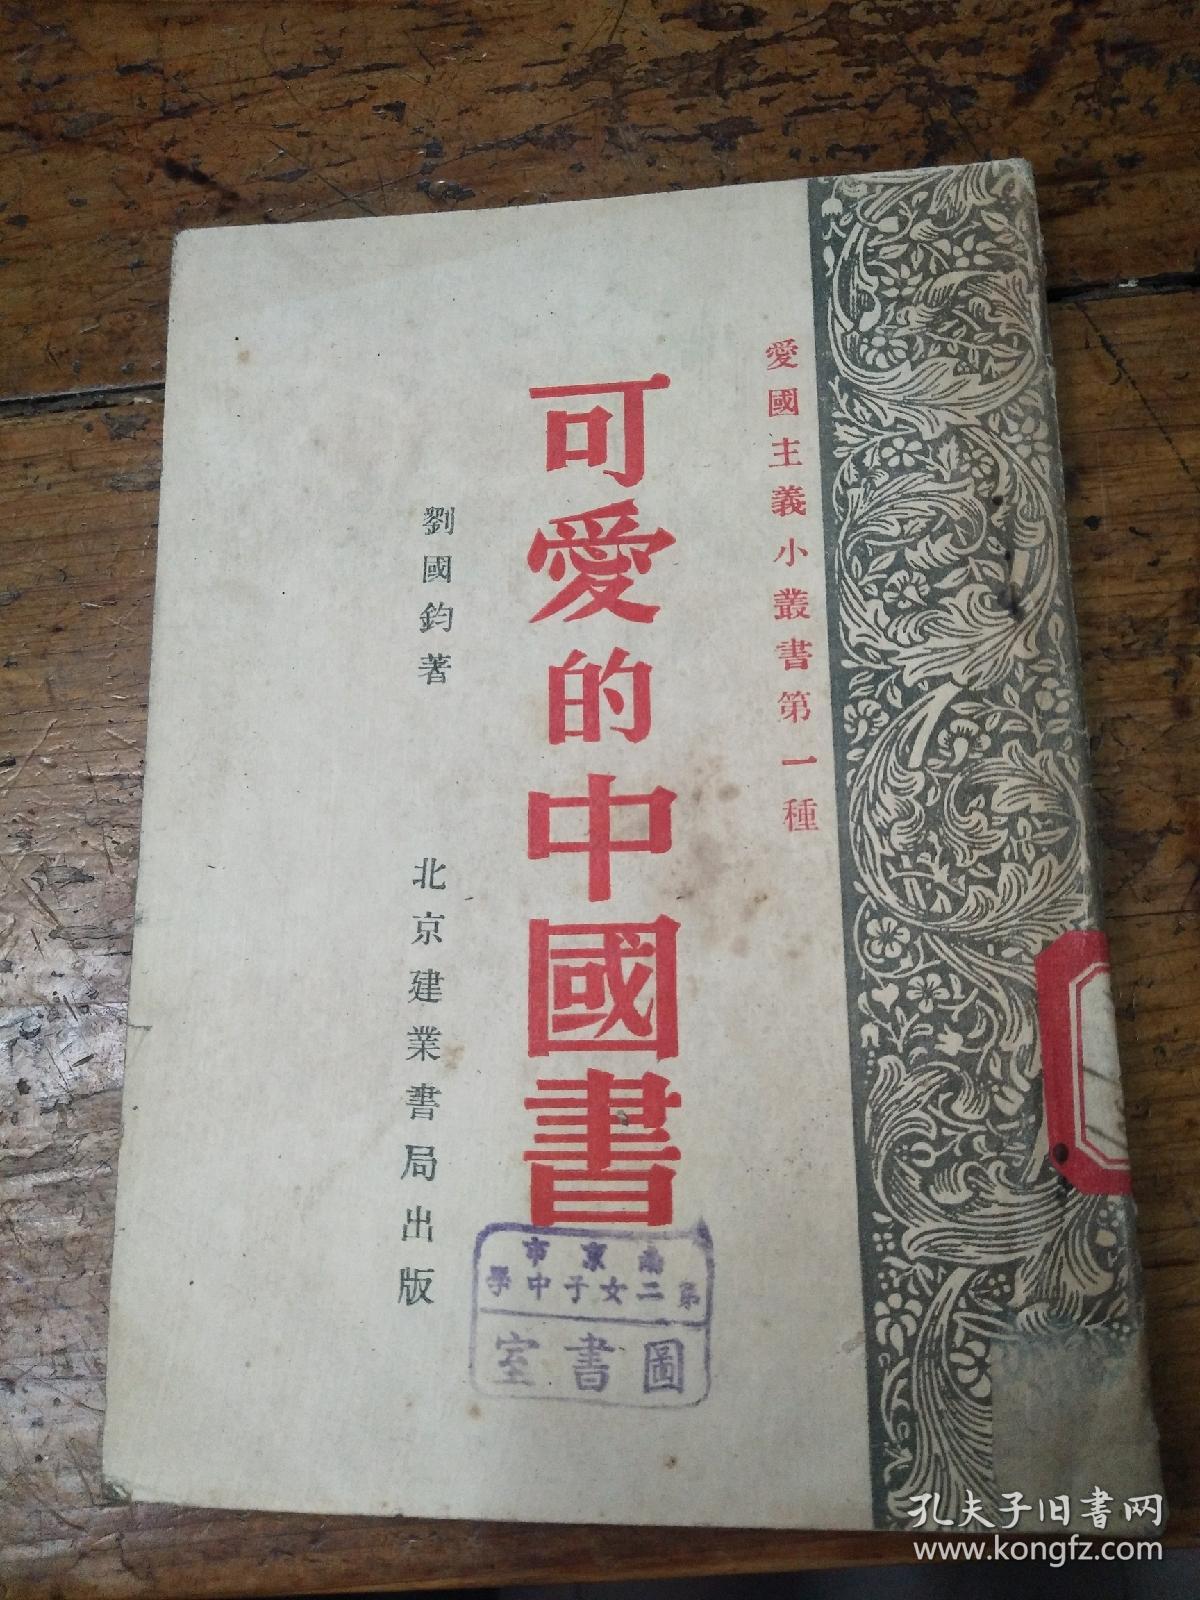 愛國主義小叢書第一種
可愛的中國書
劉國鈞著
北京建業書局出版
南京市
第二女子中學
圖書室
孔夫子旧书网
www.kongfz.com